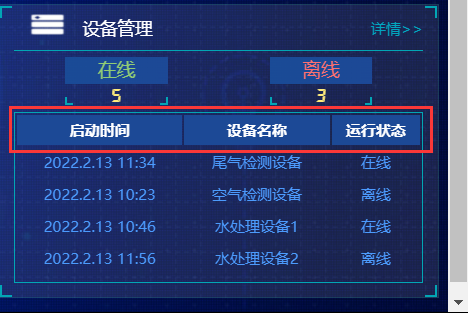 设备管理 详情>>
在线 离线
5 3
启动时间 设备名称 运行状态
2022.2.13 11:34 尾气检测设备 在线
2022.2.13 10:23 空气检测设备 离线
2022.2.13 10:46 水处理设备1 在线
2022.2.13 11:56 水处理设备2 离线